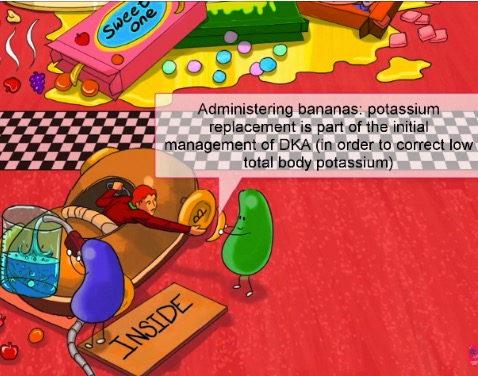 Sweet
one
Administering bananas: potassium
replacement is part of the initial
management of DKA (in order to correct low
total body potassium)
INSIDE